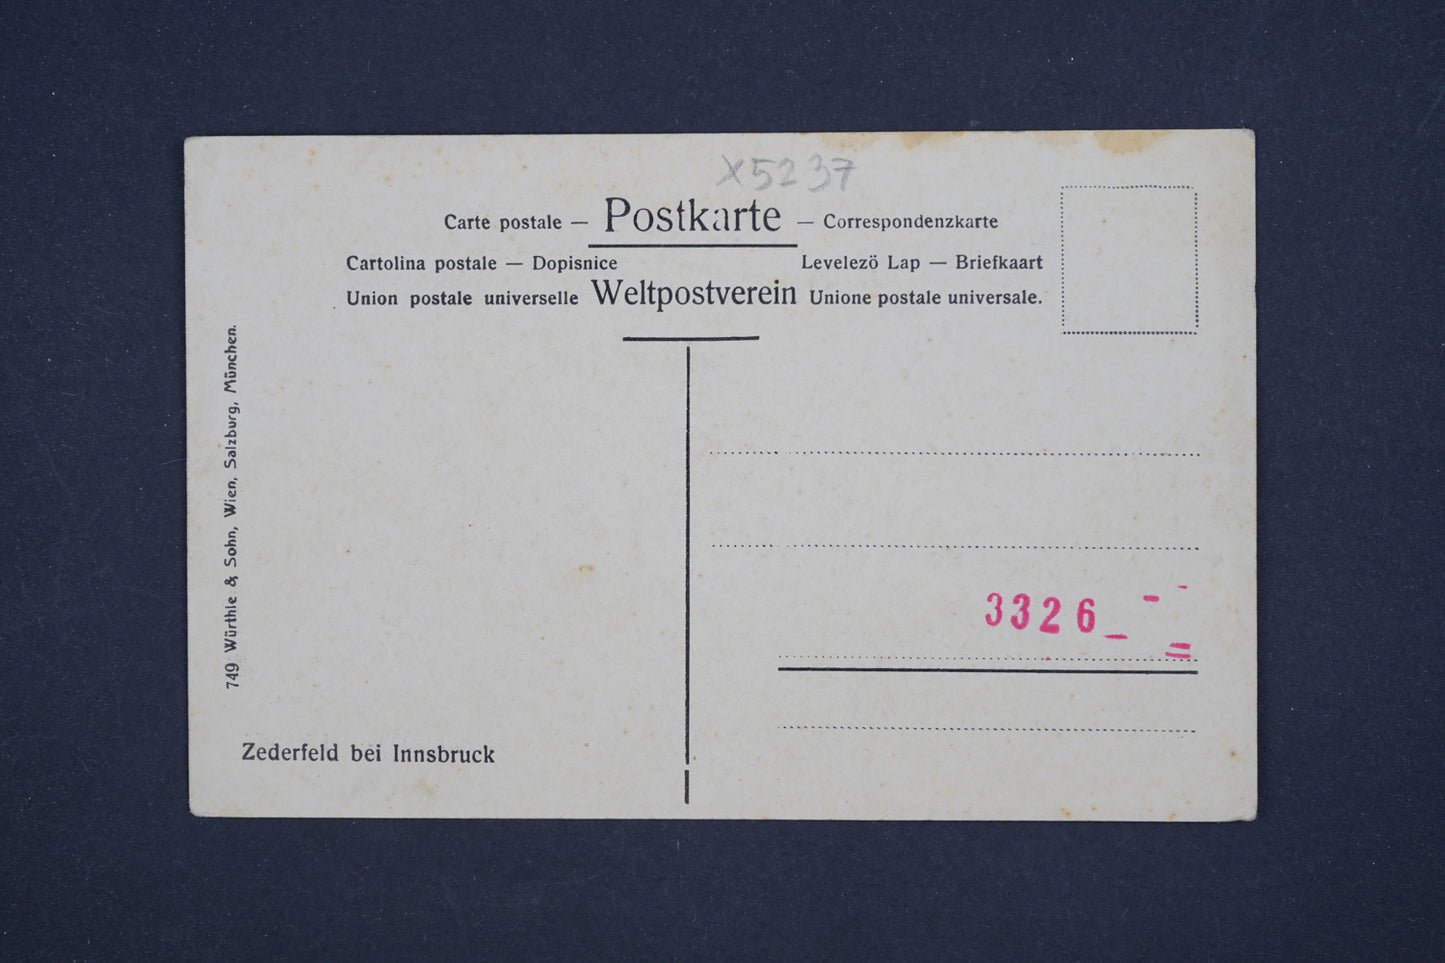 X5237
Carte postale — Postkarte — Correspondenzkarte
Cartolina postale — Dopisnice Levelezö Lap — Briefkaart
Union postale universelle Weltpostverein Unione postale universale.
749 Würthle & Sohn, Wien, Salzburg, München.
3326
Zederfeld bei Innsbruck